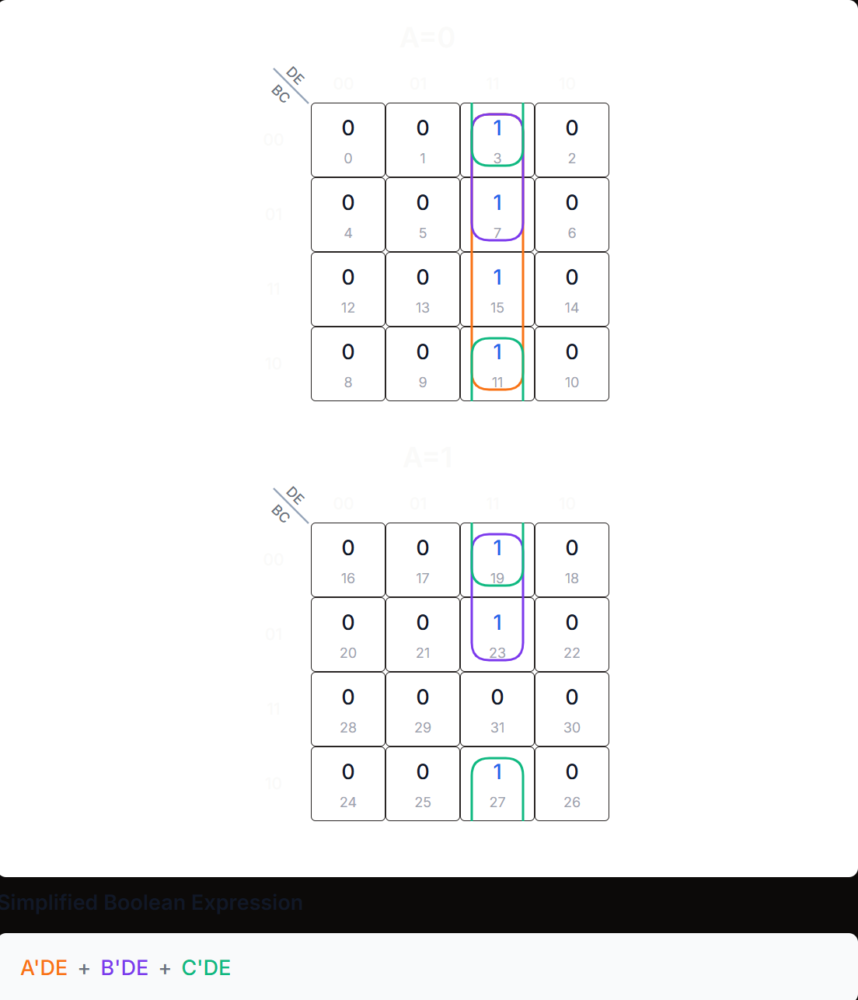 A=0
DE
BC
00 01 11 10
00
0 0 1 0
0 1 3 2
01
0 0 1 0
4 5 7 6
11
0 0 1 0
12 13 15 14
10
0 0 1 0
8 9 11 10
A=1
DE
BC
00 01 11 10
00
0 0 1 0
16 17 19 18
01
0 0 1 0
20 21 23 22
11
0 0 0 0
28 29 31 30
10
0 0 1 0
24 25 27 26
Simplified Boolean Expression
A'DE + B'DE + C'DE